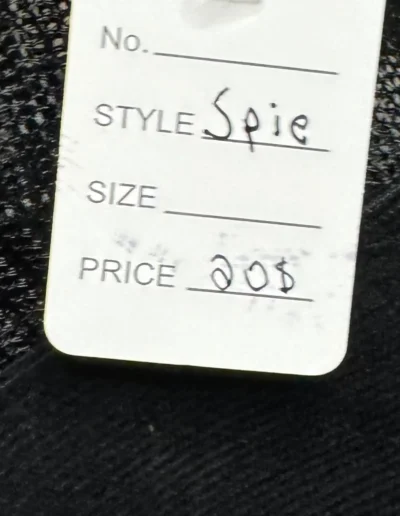 No.
STYLE Spie
SIZE
PRICE 20$